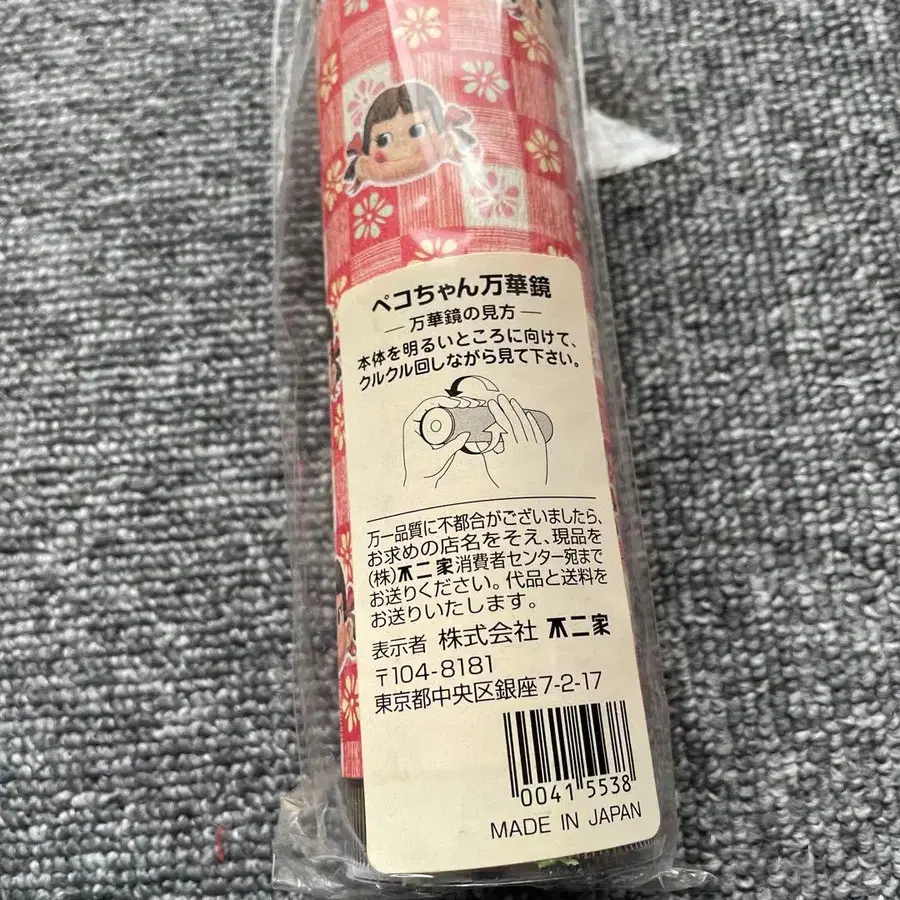 ペコちゃん万華鏡
― 万華鏡の見方 ―
本体を明るいところに向けて、
クルクル回しながら見て下さい。
万一品質に不都合がございましたら、
お求めの店名をそえ、現品を
(株)不二家消費者センター宛まで
お送りください。代品と送料を
お送りいたします。
表示者 株式会社 不二家
〒104-8181
東京都中央区銀座7-2-17
0041 5538
MADE IN JAPAN